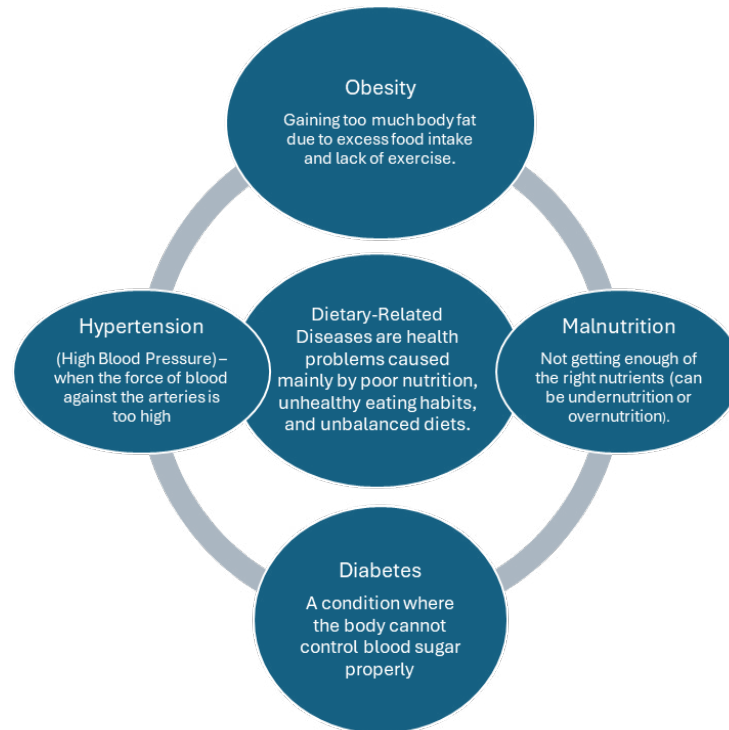 Obesity
Gaining too much body fat
due to excess food intake
and lack of exercise.
Hypertension
(High Blood Pressure) –
when the force of blood
against the arteries is
too high
Dietary-Related
Diseases are health
problems caused
mainly by poor nutrition,
unhealthy eating habits,
and unbalanced diets.
Malnutrition
Not getting enough of
the right nutrients (can
be undernutrition or
overnutrition).
Diabetes
A condition where
the body cannot
control blood sugar
properly